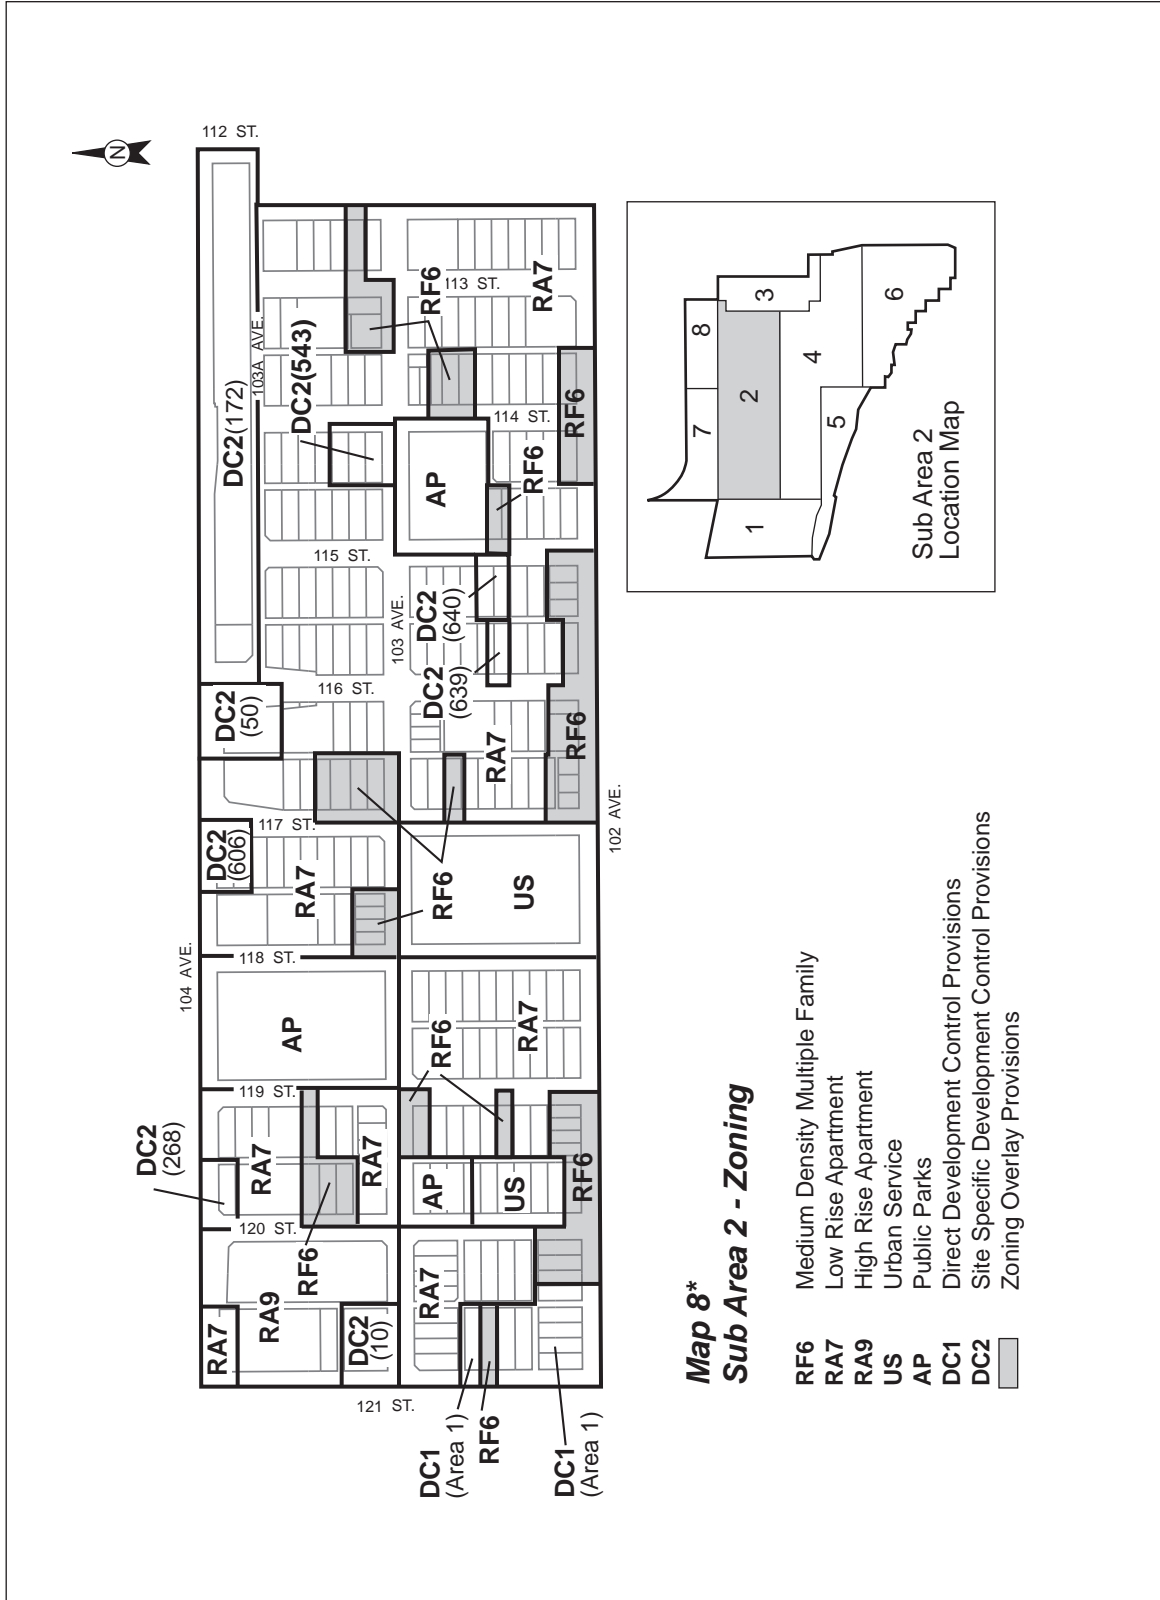 112 ST.
N
103A AVE.
DC2(172)
DC2(543)
RF6
113 ST.
RA7
114 ST.
RF6
AP
RF6
115 ST.
103 AVE.
DC2
(640)
DC2
(639)
116 ST.
DC2
(50)
RA7
RF6
102 AVE.
117 ST.
DC2
(606)
RA7
RF6
US
118 ST.
104 AVE.
AP
RF6
RA7
119 ST.
DC2
(268)
RA7
RA7
AP
US
RF6
120 ST.
RF6
RA9
RA7
DC2
(10)
RA7
121 ST.
DC1
(Area 1)
RF6
DC1
(Area 1)
1
2
3
4
5
6
7
8
Sub Area 2
Location Map
Map 8*
Sub Area 2 - Zoning
RF6 Medium Density Multiple Family
RA7 Low Rise Apartment
RA9 High Rise Apartment
US Urban Service
AP Public Parks
DC1 Direct Development Control Provisions
DC2 Site Specific Development Control Provisions
Zoning Overlay Provisions